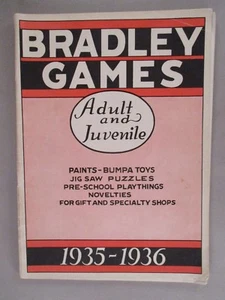 BRADLEY
GAMES
Adult
and
Juvenile
PAINTS-BUMPA TOYS
JIG SAW PUZZLES
PRE-SCHOOL PLAYTHINGS
NOVELTIES
FOR GIFT AND SPECIALTY SHOPS
1935-1936